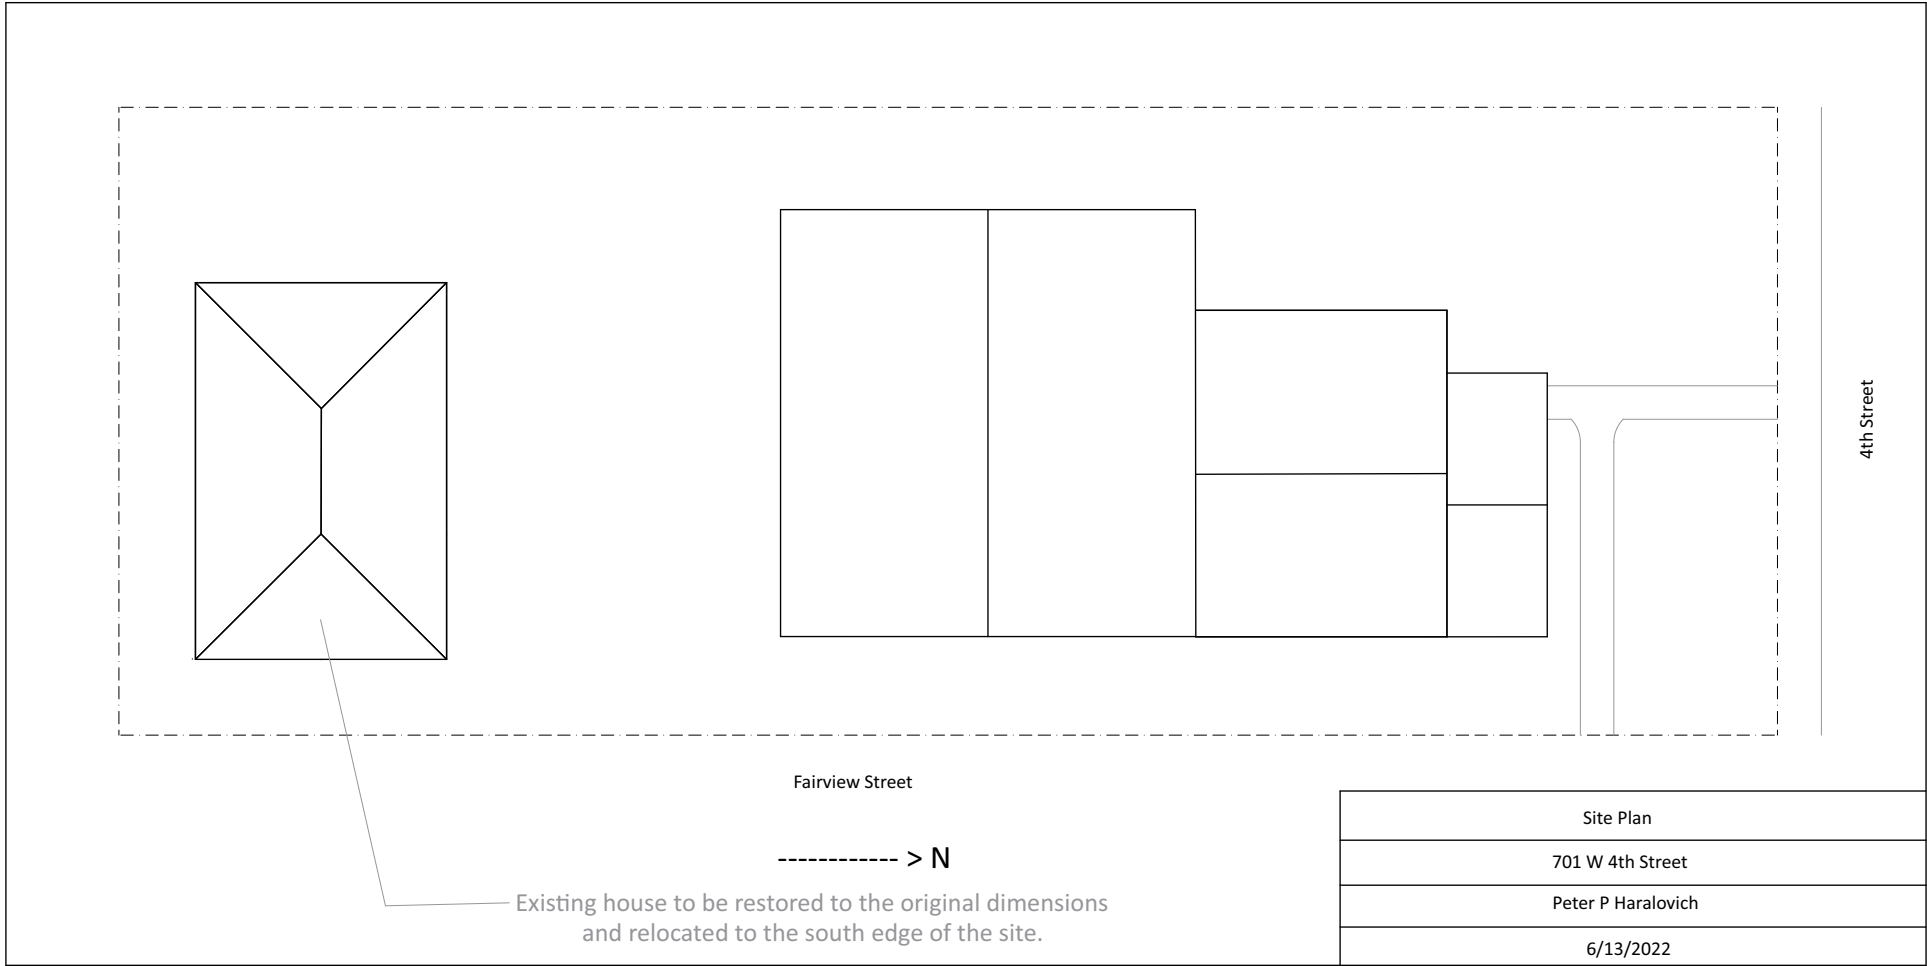 4th Street
Fairview Street
------------ > N
Existing house to be restored to the original dimensions
and relocated to the south edge of the site.
Site Plan
701 W 4th Street
Peter P Haralovich
6/13/2022